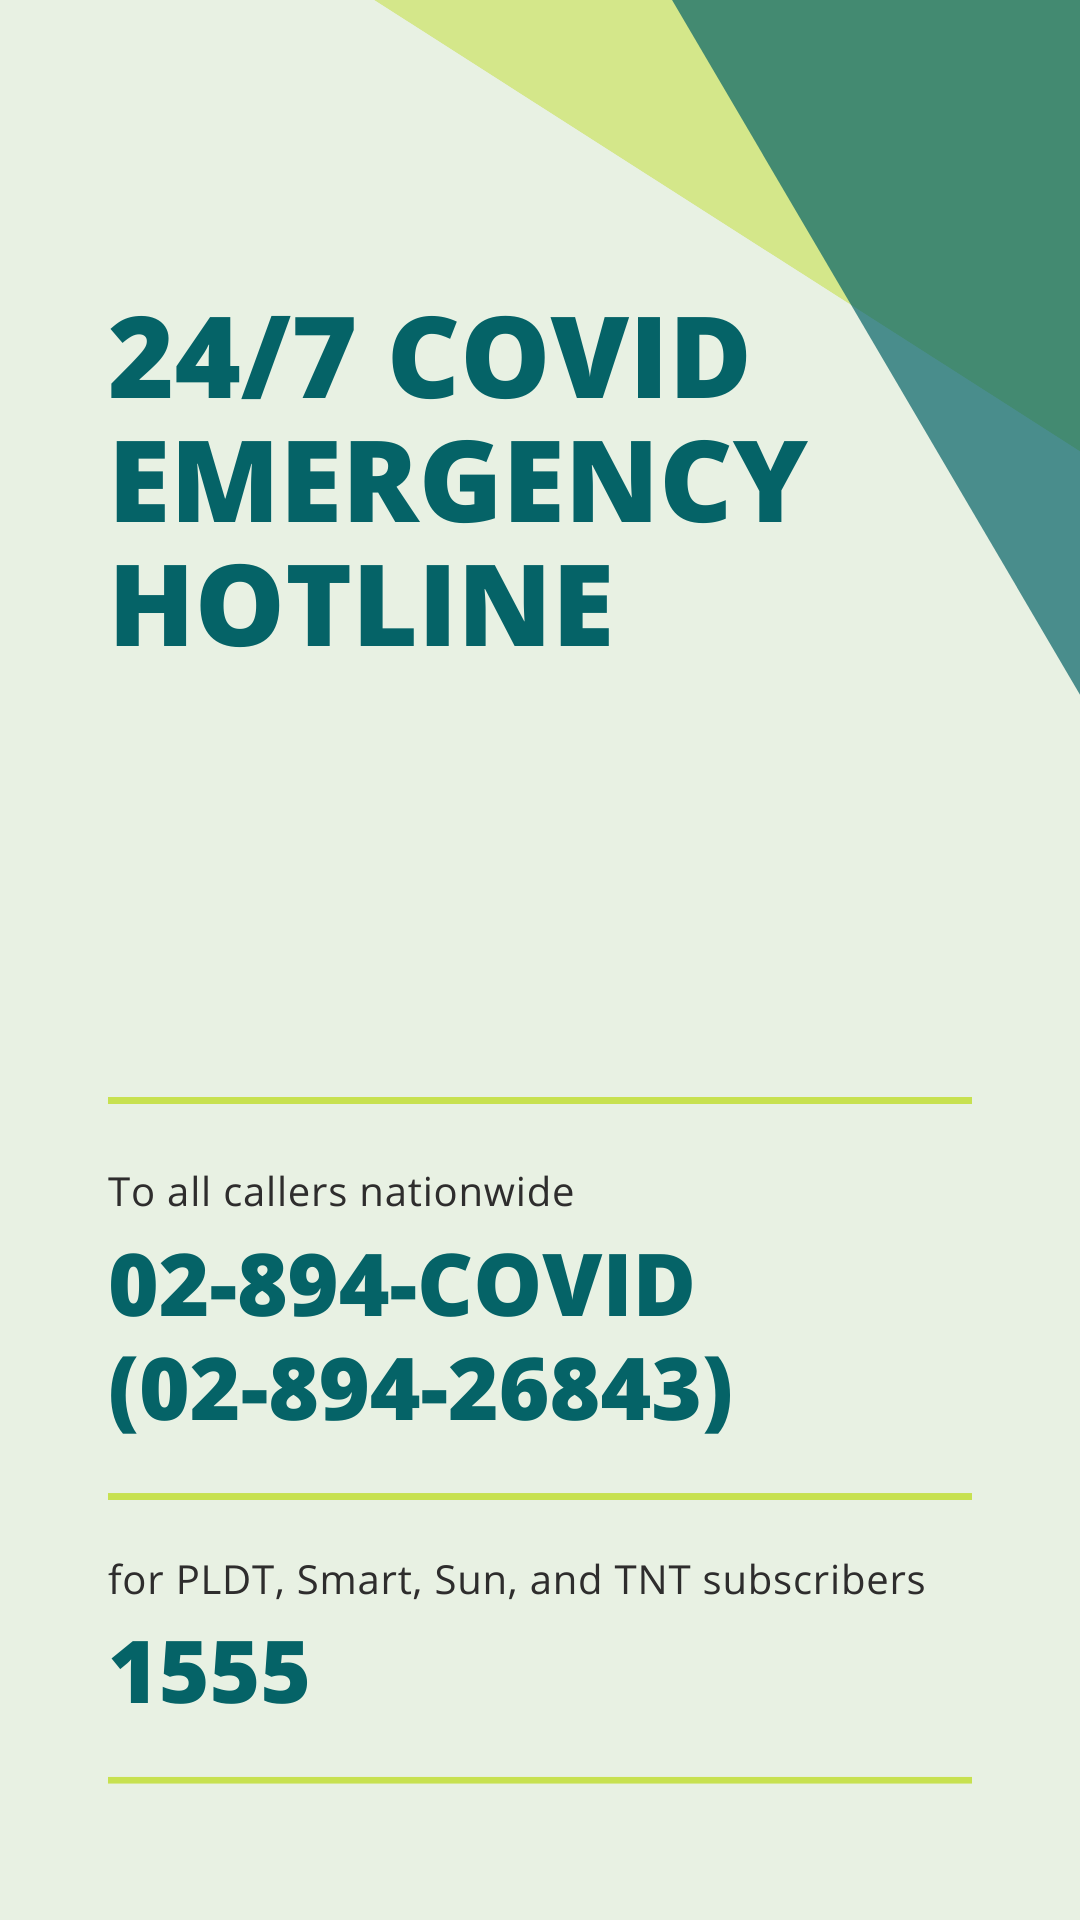 24/7 COVID
EMERGENCY
HOTLINE
To all callers nationwide
02-894-COVID
(02-894-26843)
for PLDT, Smart, Sun, and TNT subscribers
1555